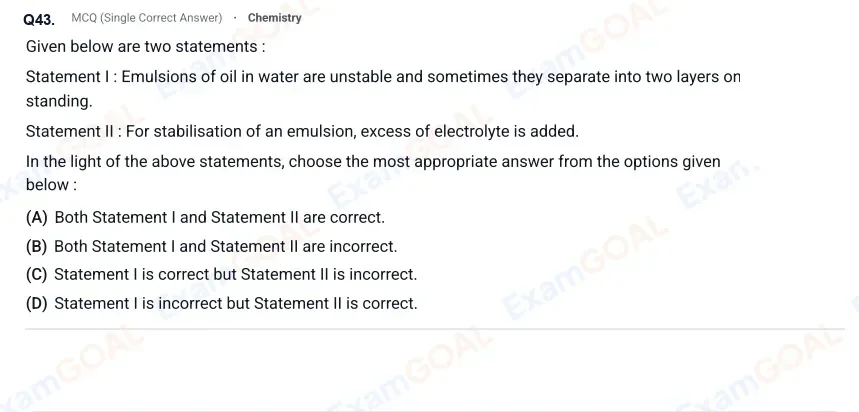 Q43. MCQ (Single Correct Answer) · Chemistry
Given below are two statements :
Statement I : Emulsions of oil in water are unstable and sometimes they separate into two layers on
standing.
Statement II : For stabilisation of an emulsion, excess of electrolyte is added.
In the light of the above statements, choose the most appropriate answer from the options given
below :
(A) Both Statement I and Statement II are correct.
(B) Both Statement I and Statement II are incorrect.
(C) Statement I is correct but Statement II is incorrect.
(D) Statement I is incorrect but Statement II is correct.
ExamGOAL